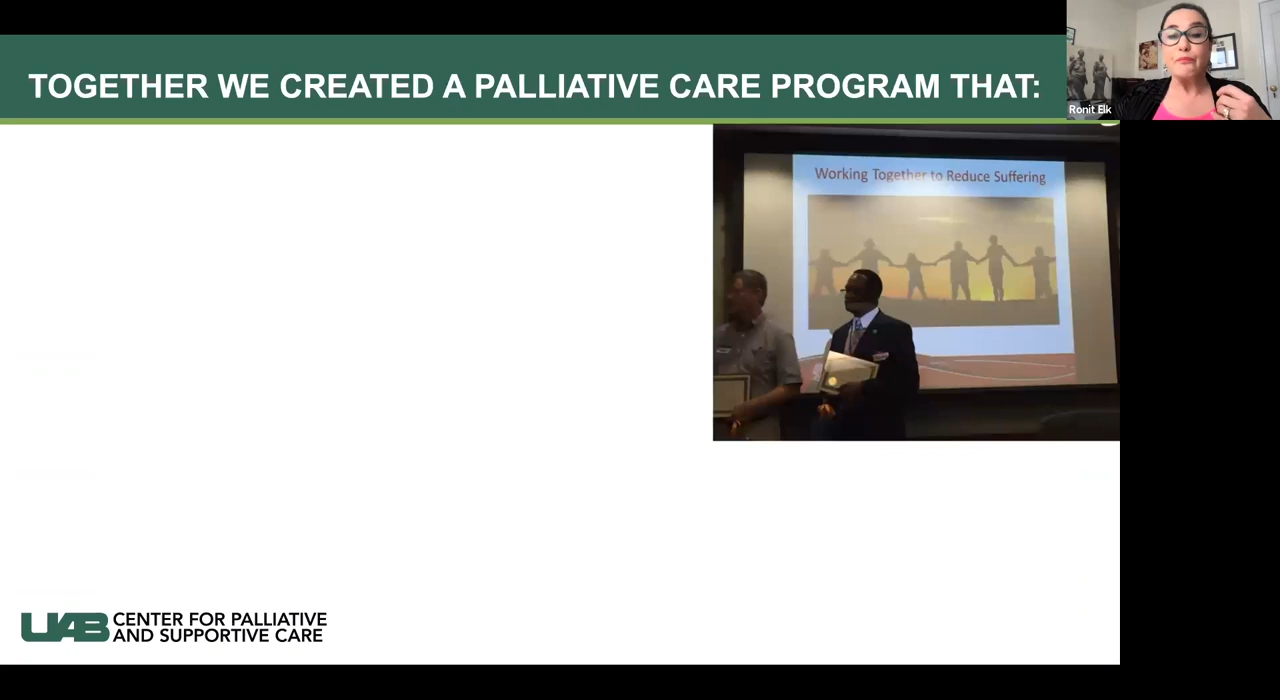 TOGETHER WE CREATED A PALLIATIVE CARE PROGRAM THAT:
Ronit Elk
Working Together to Reduce Suffering
UAB CENTER FOR PALLIATIVE
AND SUPPORTIVE CARE